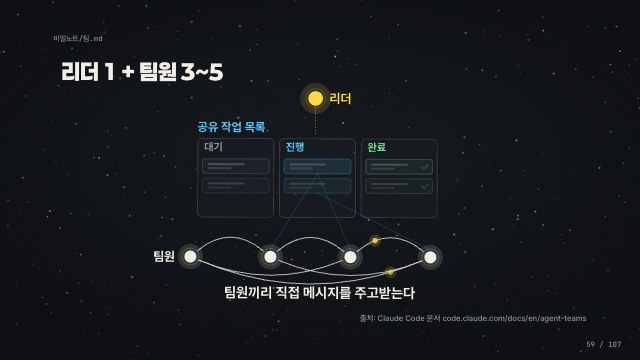 비밀노트/팀.md
리더 1 + 팀원 3~5
리더
공유 작업 목록
대기
진행
완료
팀원
팀원끼리 직접 메시지를 주고받는다
출처: Claude Code 문서 code.claude.com/docs/en/agent-teams
59 / 107